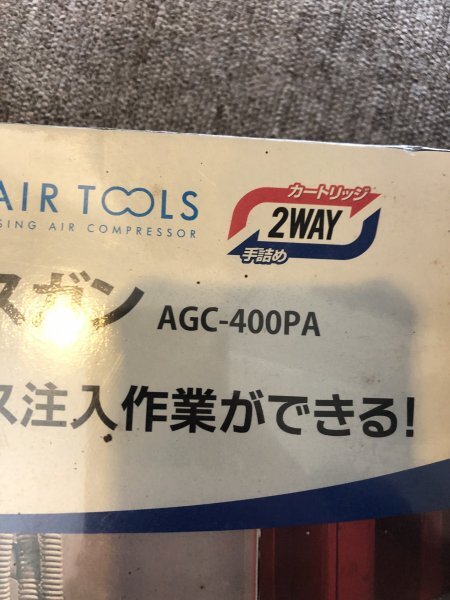 AIR TOOLS
SING AIR COMPRESSOR
カートリッジ
2WAY
手詰め
スガン AGC-400PA
ス注入作業ができる!